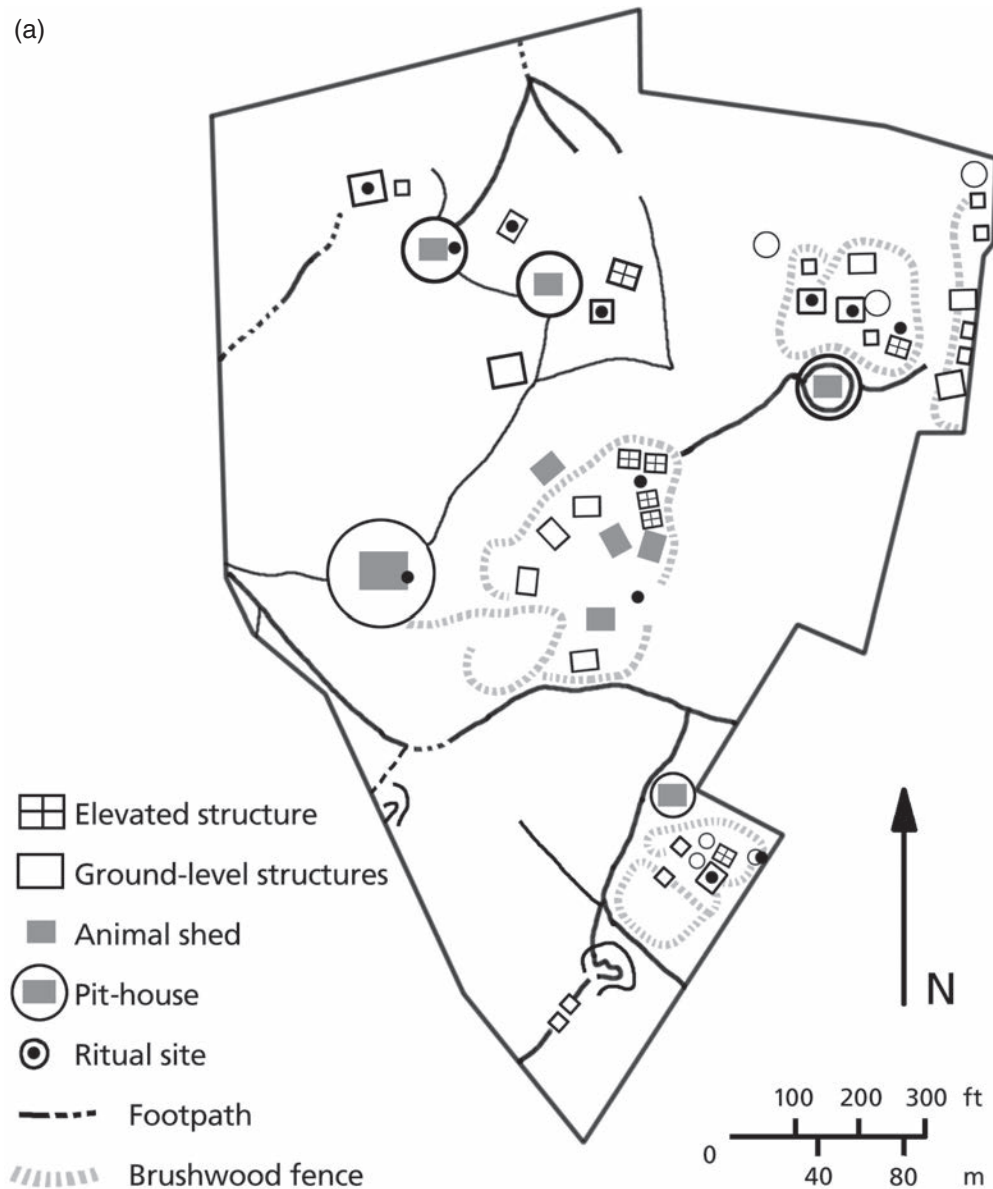 (a)
Elevated structure
Ground-level structures
Animal shed
Pit-house
Ritual site
Footpath
Brushwood fence
N
100 200 300 ft
0
40 80 m